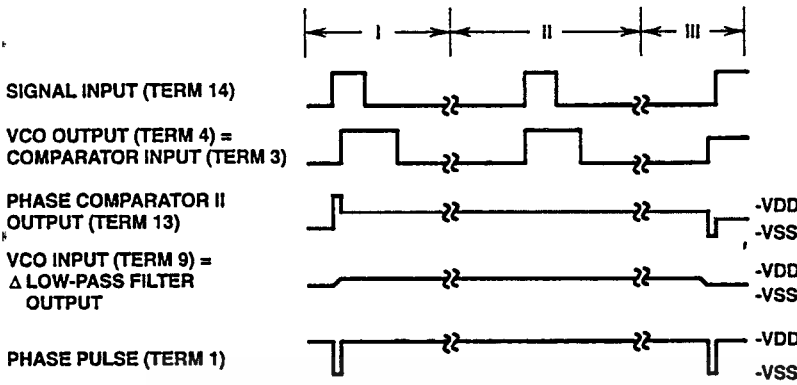 I II III
SIGNAL INPUT (TERM 14)
VCO OUTPUT (TERM 4) =
COMPARATOR INPUT (TERM 3)
PHASE COMPARATOR II
OUTPUT (TERM 13)
-VDD
-VSS
VCO INPUT (TERM 9) =
Δ LOW-PASS FILTER
OUTPUT
-VDD
-VSS
PHASE PULSE (TERM 1)
-VDD
-VSS